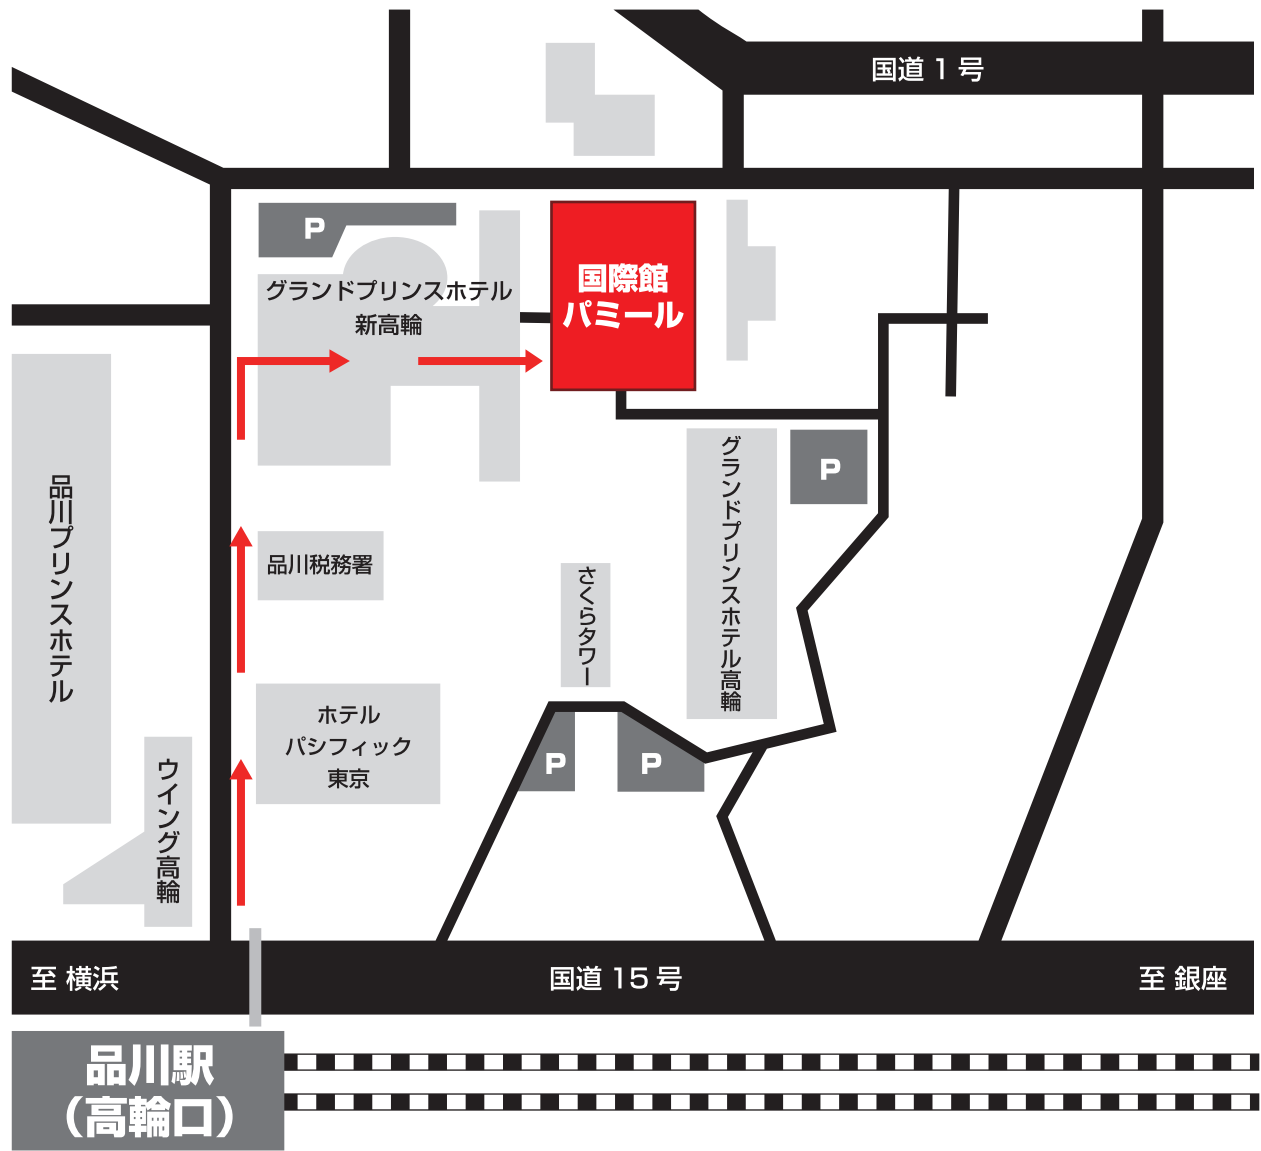 国道1号
P
国際館
パミール
グランドプリンスホテル
新高輪
グランドプリンスホテル高輪
P
品川プリンスホテル
品川税務署
さくらタワー
ホテル
パシフィック
東京
P
P
ウイング高輪
至 横浜
国道15号
至 銀座
品川駅
（高輪口）